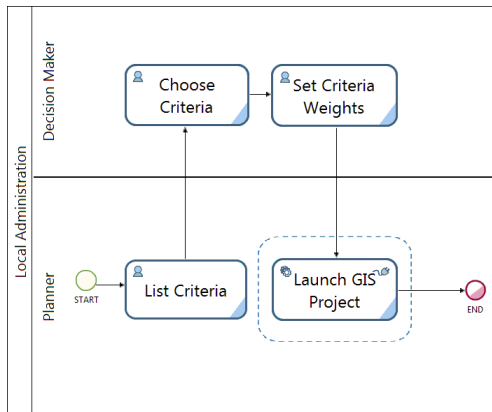 Local Administration
Decision Maker
Choose
Criteria
Set Criteria
Weights
Planner
START
List Criteria
Launch GIS
Project
END